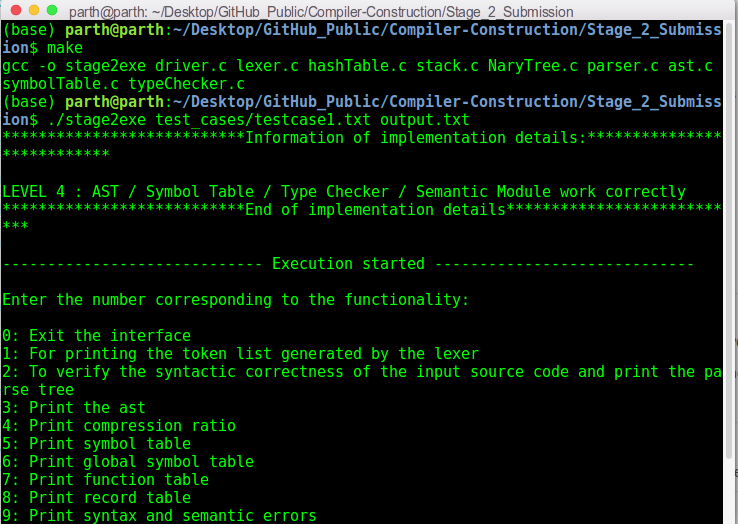 parth@parth: ~/Desktop/GitHub_Public/Compiler-Construction/Stage_2_Submission
(base) parth@parth:~/Desktop/GitHub_Public/Compiler-Construction/Stage_2_Submiss
ion$ make
gcc -o stage2exe driver.c lexer.c hashTable.c stack.c NaryTree.c parser.c ast.c
symbolTable.c typeChecker.c
(base) parth@parth:~/Desktop/GitHub_Public/Compiler-Construction/Stage_2_Submiss
ion$ ./stage2exe test_cases/testcase1.txt output.txt
***************************Information of implementation details:***************
************
LEVEL 4 : AST / Symbol Table / Type Checker / Semantic Module work correctly
***************************End of implementation details************************
***
----------------------------- Execution started -----------------------------
Enter the number corresponding to the functionality:
0: Exit the interface
1: For printing the token list generated by the lexer
2: To verify the syntactic correctness of the input source code and print the pa
rse tree
3: Print the ast
4: Print compression ratio
5: Print symbol table
6: Print global symbol table
7: Print function table
8: Print record table
9: Print syntax and semantic errors